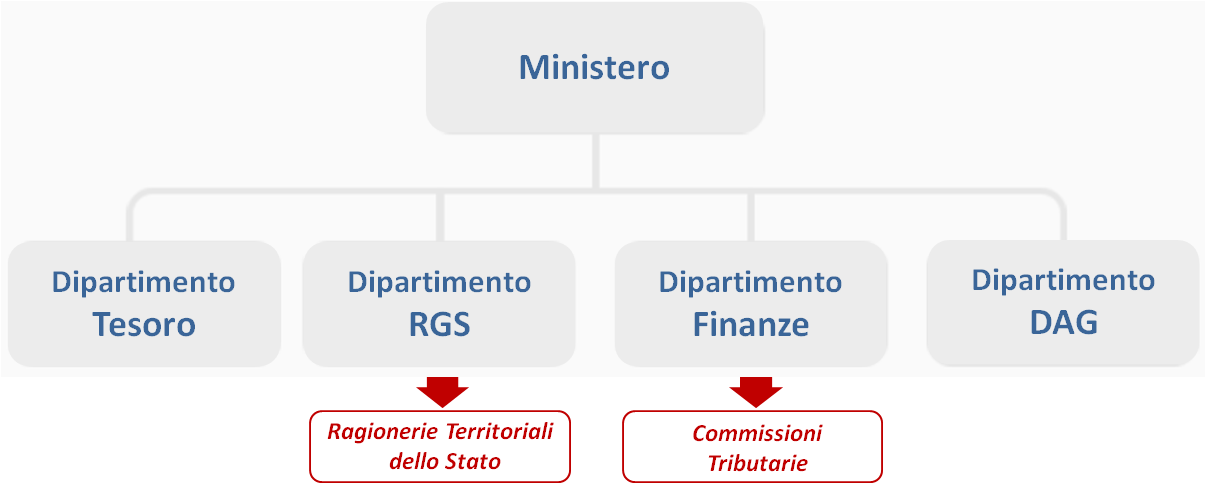 Ministero
Dipartimento
Tesoro
Dipartimento
RGS
Dipartimento
Finanze
Dipartimento
DAG
Ragionerie Territoriali
dello Stato
Commissioni
Tributarie